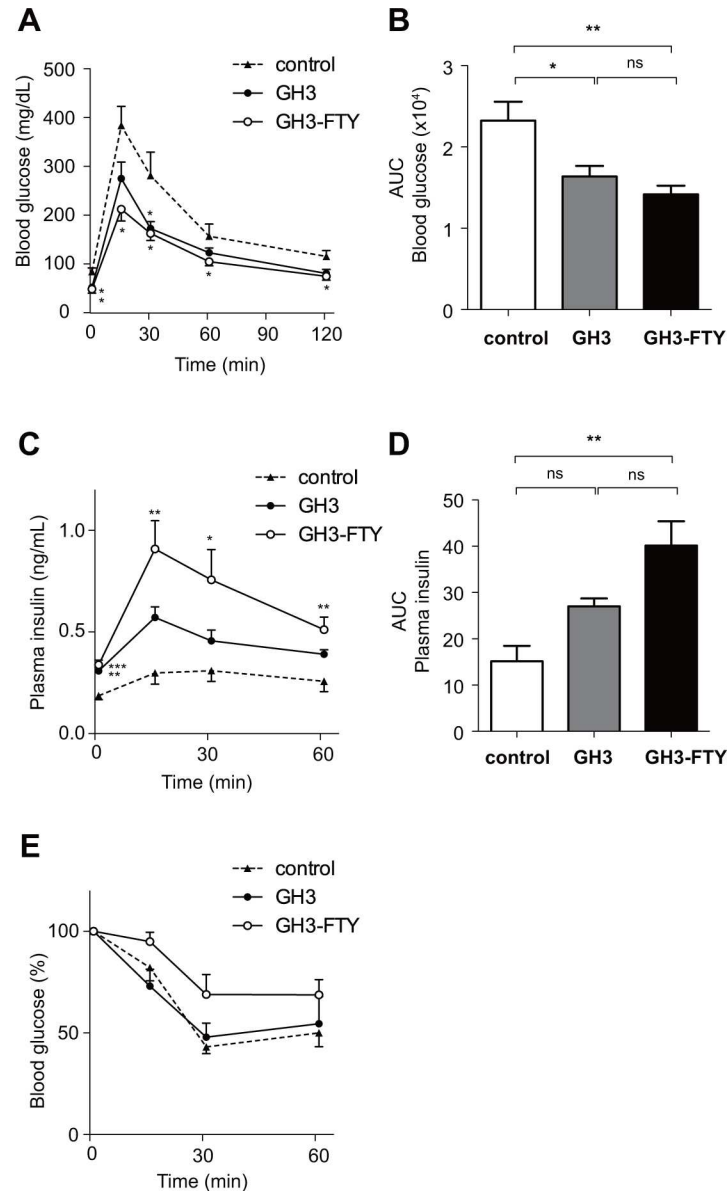 A
control
GH3
GH3-FTY
Blood glucose (mg/dL)
500
400
300
200
100
0
*
*
*
*
*
*
*
0 30 60 90 120
Time (min)
B
**
* ns
AUC
Blood glucose (x10⁴)
3
2
1
0
control GH3 GH3-FTY
C
control
GH3
GH3-FTY
Plasma insulin (ng/mL)
1.0
0.5
0.0
**
*
**
***
**
0 30 60
Time (min)
D
**
ns ns
AUC
Plasma insulin
50
40
30
20
10
0
control GH3 GH3-FTY
E
control
GH3
GH3-FTY
Blood glucose (%)
100
50
0
0 30 60
Time (min)